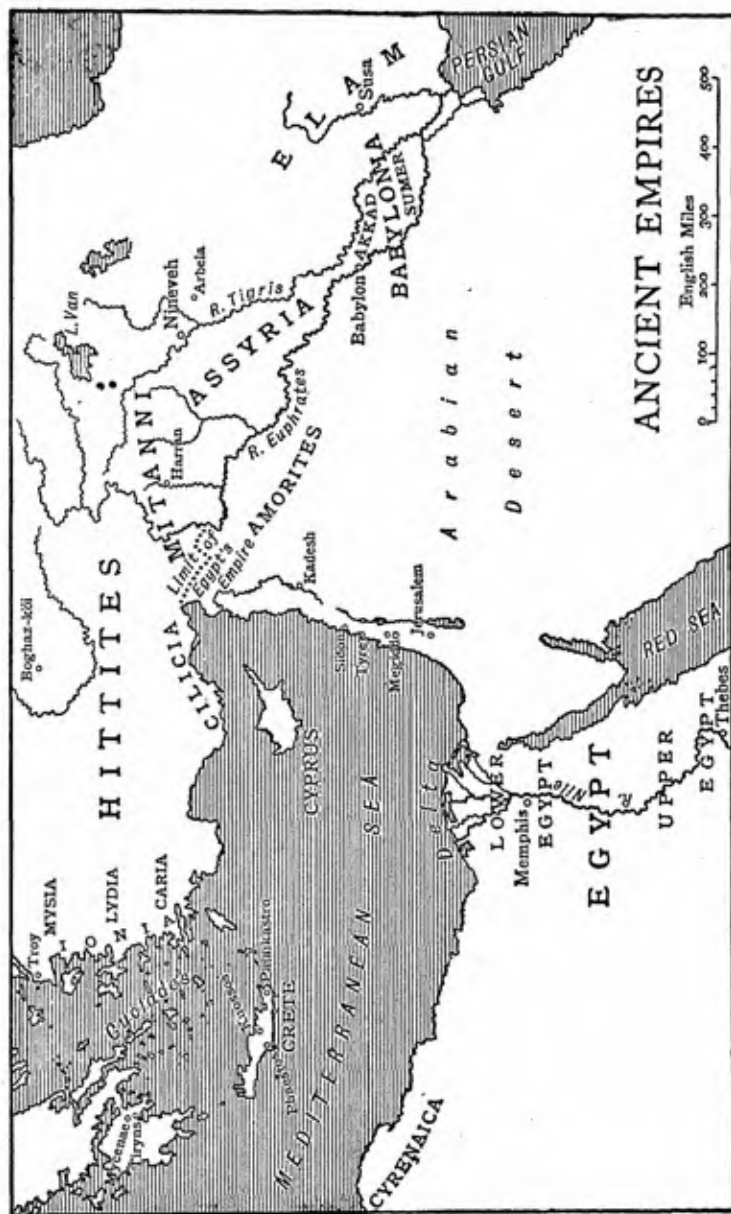 ANCIENT EMPIRES
English Miles
0 100 200 300 400 500
Boghaz-köi
HITTITES
Troy
MYSIA
IONIA
LYDIA
CARIA
Cyclades
Mycenae
Tiryns
Knossos
Palaikastro
Phaestos
CRETE
CILICIA
CYPRUS
MEDITERRANEAN SEA
CYRENAICA
MITANNI
Harran
L. Van
Nineveh
Arbela
ASSYRIA
R. Tigris
R. Euphrates
AMORITES
Limit of
Egypt's
Empire
Kadesh
Sidon
Tyre
Megiddo
Jerusalem
ELAM
Susa
Babylon
AKKAD
BABYLONIA
SUMER
PERSIAN
GULF
Arabian
Desert
RED SEA
Delta
LOWER
EGYPT
Memphis
R. Nile
EGYPT
UPPER
EGYPT
Thebes